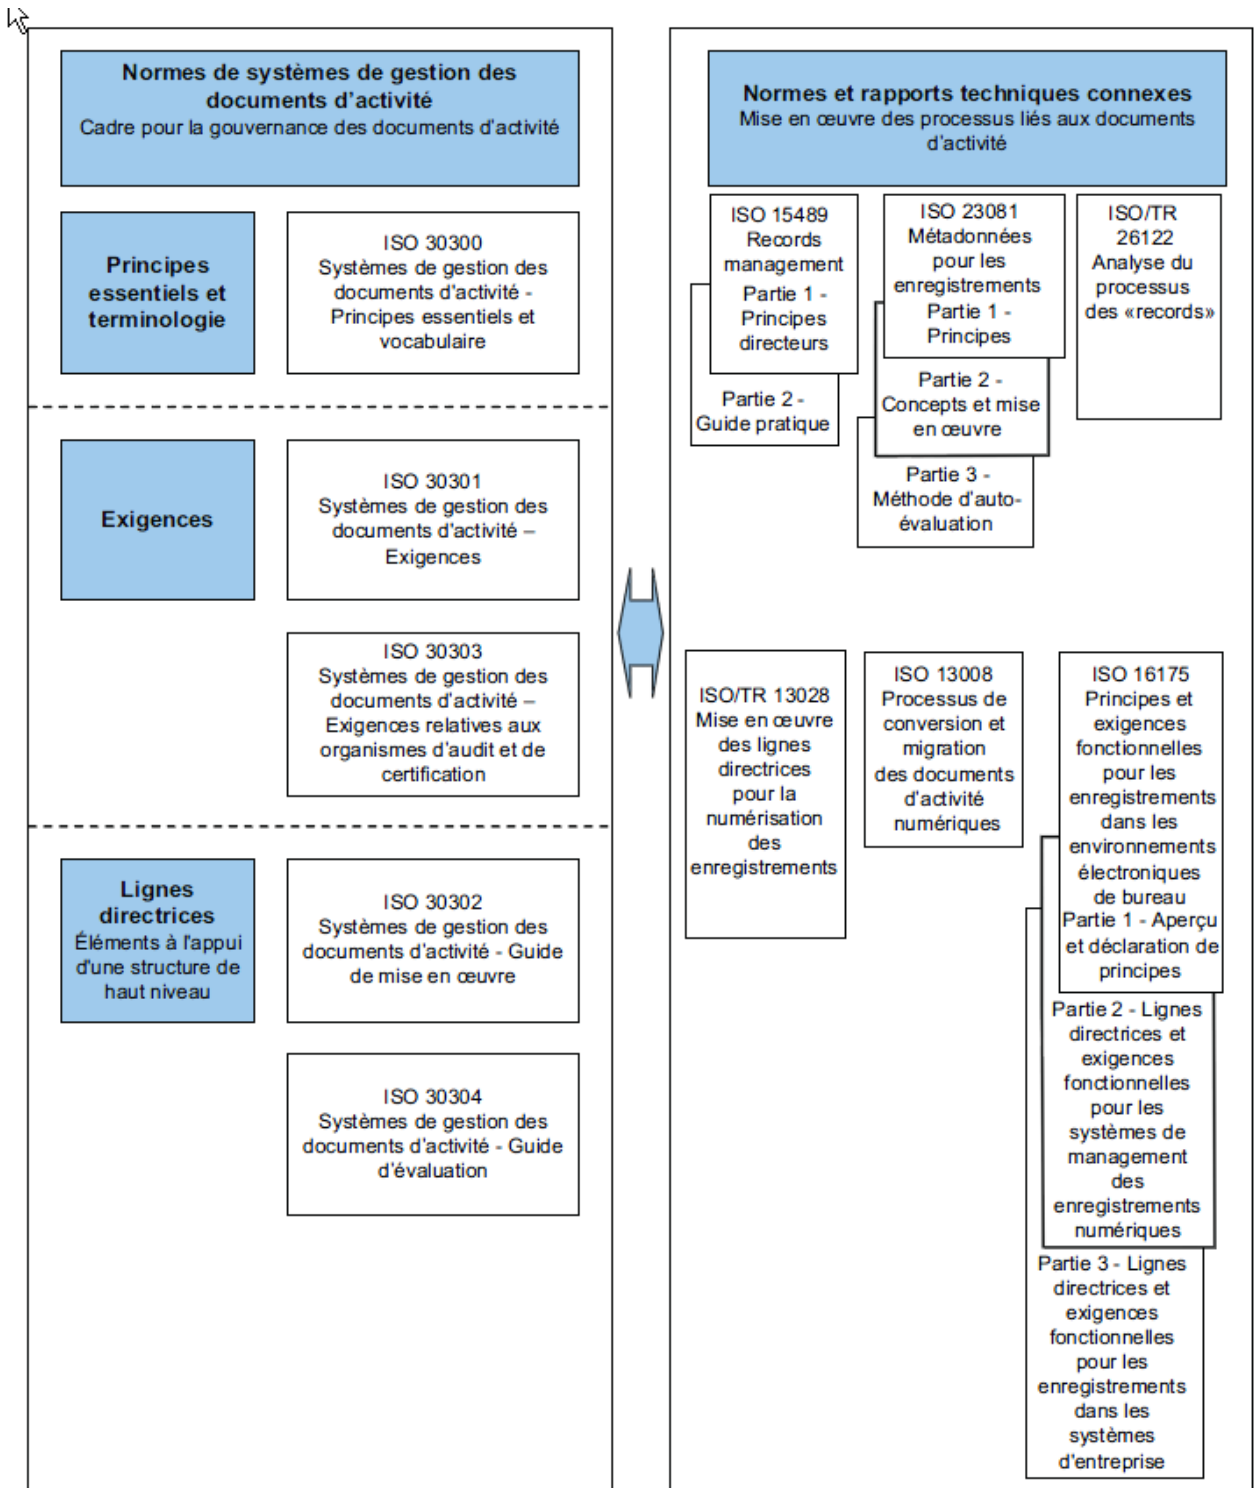 Normes de systèmes de gestion des
documents d'activité
Cadre pour la gouvernance des documents d'activité
Principes
essentiels et
terminologie
ISO 30300
Systèmes de gestion des
documents d'activité -
Principes essentiels et
vocabulaire
Exigences
ISO 30301
Systèmes de gestion des
documents d'activité –
Exigences
ISO 30303
Systèmes de gestion des
documents d'activité –
Exigences relatives aux
organismes d'audit et de
certification
Lignes
directrices
Éléments à l'appui
d'une structure de
haut niveau
ISO 30302
Systèmes de gestion des
documents d'activité - Guide
de mise en œuvre
ISO 30304
Systèmes de gestion des
documents d'activité - Guide
d'évaluation
Normes et rapports techniques connexes
Mise en œuvre des processus liés aux documents
d'activité
ISO 15489
Records
management
Partie 1 -
Principes
directeurs
Partie 2 -
Guide pratique
ISO 23081
Métadonnées
pour les
enregistrements
Partie 1 -
Principes
Partie 2 -
Concepts et mise
en œuvre
Partie 3 -
Méthode d'auto-
évaluation
ISO/TR
26122
Analyse du
processus
des «records»
ISO/TR 13028
Mise en œuvre
des lignes
directrices
pour la
numérisation
des
enregistrements
ISO 13008
Processus de
conversion et
migration
des documents
d'activité
numériques
ISO 16175
Principes et
exigences
fonctionnelles
pour les
enregistrements
dans les
environnements
électroniques
de bureau
Partie 1 - Aperçu
et déclaration de
principes
Partie 2 - Lignes
directrices et
exigences
fonctionnelles
pour les
systèmes de
management
des
enregistrements
numériques
Partie 3 - Lignes
directrices et
exigences
fonctionnelles
pour les
enregistrements
dans les
systèmes
d'entreprise